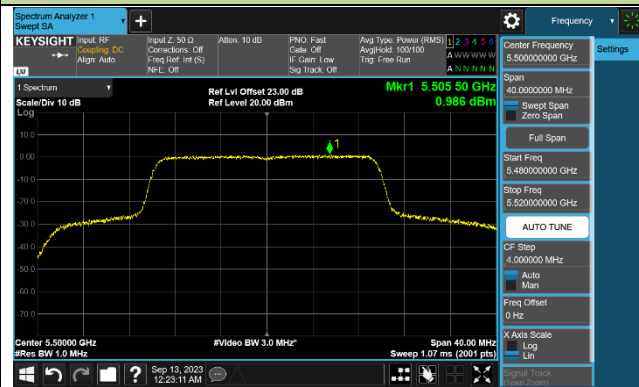 Spectrum Analyzer 1
Swept SA
Frequency
KEYSIGHT
Input: RF
Coupling: DC
Align: Auto
Input Z: 50 Ω
Corrections: Off
Freq Ref: Int (S)
NFE: Off
Atten: 10 dB
PNO: Fast
Gate: Off
IF Gain: Low
Sig Track: Off
Avg Type: Power (RMS)
Avg|Hold: 100/100
Trig: Free Run
1 2 3 4 5 6
A W W W W W
A N N N N N
LXI
1 Spectrum
Scale/Div 10 dB
Log
Ref Lvl Offset 23.00 dB
Ref Level 20.00 dBm
Mkr1 5.505 50 GHz
0.986 dBm
1
10.0
0.00
-10.0
-20.0
-30.0
-40.0
-50.0
-60.0
-70.0
Center 5.50000 GHz
#Res BW 1.0 MHz
#Video BW 3.0 MHz*
Span 40.00 MHz
Sweep 1.07 ms (2001 pts)
Center Frequency
5.500000000 GHz
Settings
Span
40.0000000 MHz
Swept Span
Zero Span
Full Span
Start Freq
5.480000000 GHz
Stop Freq
5.520000000 GHz
AUTO TUNE
CF Step
4.000000 MHz
Auto
Man
Freq Offset
0 Hz
X Axis Scale
Log
Lin
Signal Track
(Span Zoom)
Sep 13, 2023
12:23:11 AM